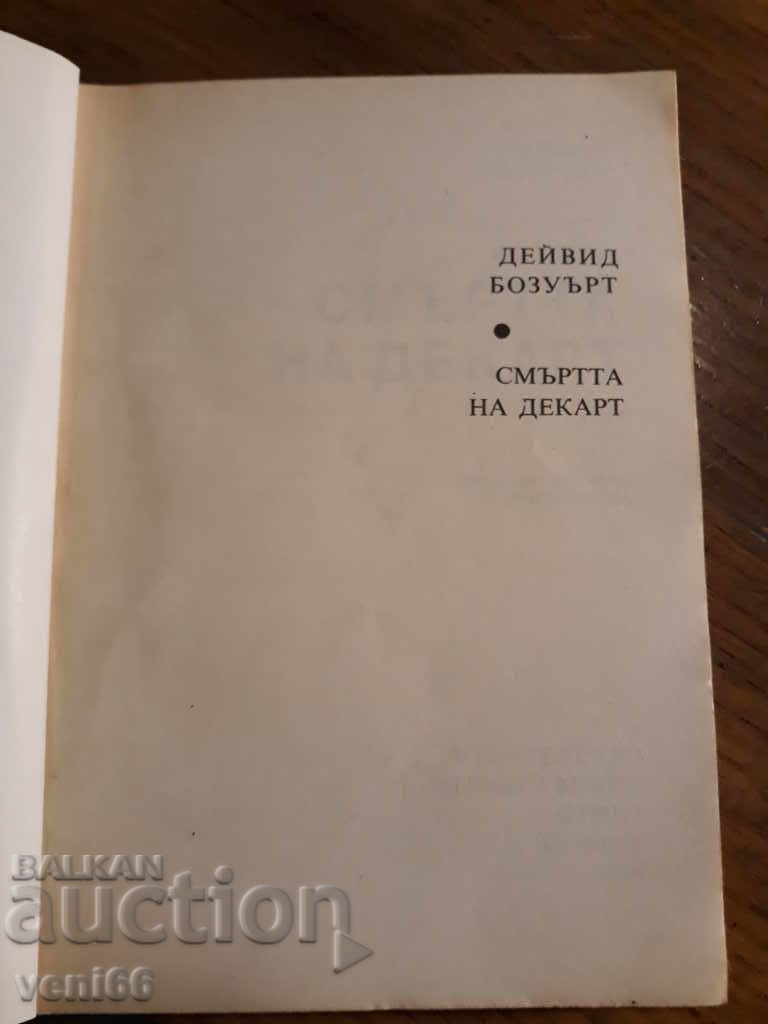 ДЕЙВИД
БОЗУЪРТ
●
СМЪРТТА
НА ДЕКАРТ
BALKAN
auction
veni66